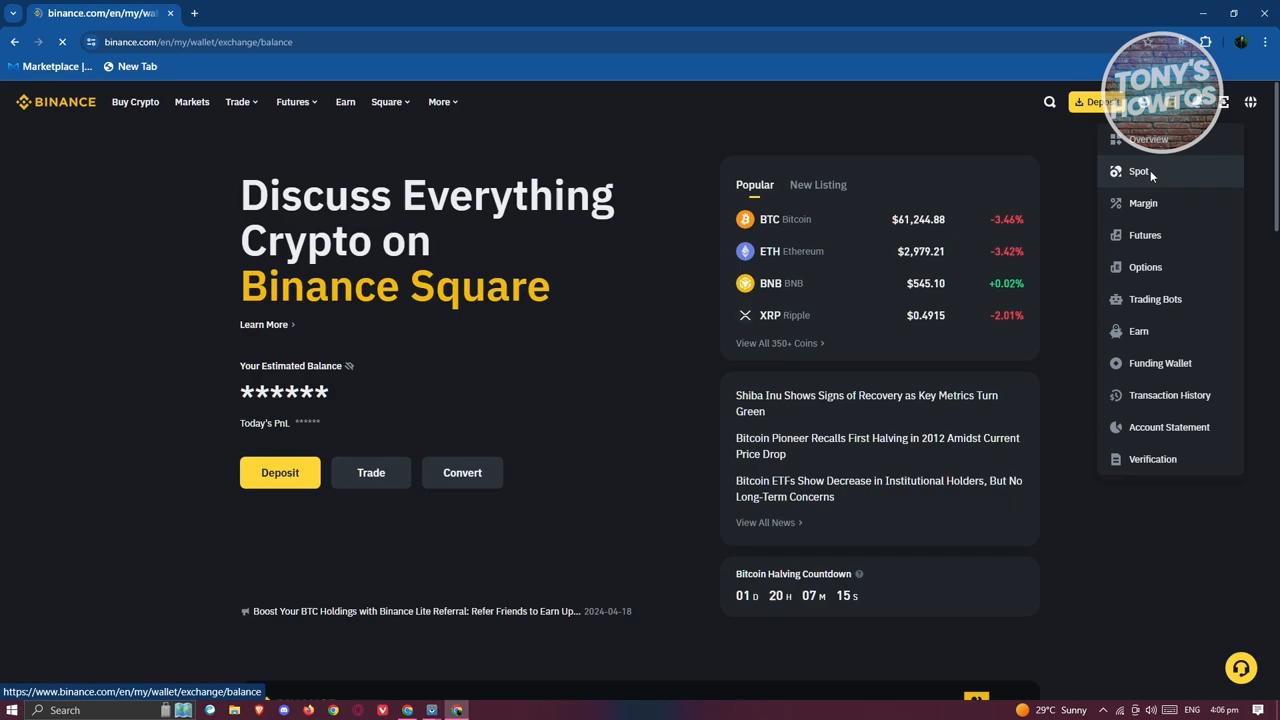 binance.com/en/my/wa
binance.com/en/my/wallet/exchange/balance
Marketplace |...
New Tab
BINANCE
Buy Crypto
Markets
Trade
Futures
Earn
Square
More
Deposi
TONY'S
HOWTOS
Overview
Spot
Margin
Futures
Options
Trading Bots
Earn
Funding Wallet
Transaction History
Account Statement
Verification
Discuss Everything
Crypto on
Binance Square
Learn More >
Your Estimated Balance
******
Today's PnL ******
Deposit
Trade
Convert
Popular
New Listing
BTC Bitcoin $61,244.88 -3.46%
ETH Ethereum $2,979.21 -3.42%
BNB BNB $545.10 +0.02%
XRP Ripple $0.4915 -2.01%
View All 350+ Coins >
Shiba Inu Shows Signs of Recovery as Key Metrics Turn
Green
Bitcoin Pioneer Recalls First Halving in 2012 Amidst Current
Price Drop
Bitcoin ETFs Show Decrease in Institutional Holders, But No
Long-Term Concerns
View All News >
Bitcoin Halving Countdown
01 D 20 H 07 M 15 S
Boost Your BTC Holdings with Binance Lite Referral: Refer Friends to Earn Up... 2024-04-18
https://www.binance.com/en/my/wallet/exchange/balance
Search
29°C Sunny
ENG
4:06 pm